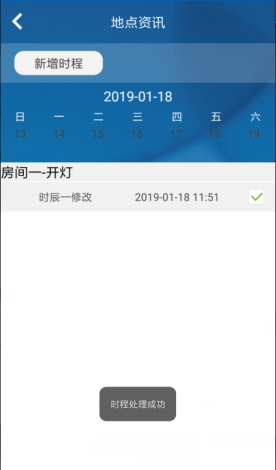 地点资讯
新增时程
2019-01-18
日 一 二 三 四 五 六
13 14 15 16 17 18 19
房间一-开灯
时辰一修改 2019-01-18 11:51
时程处理成功